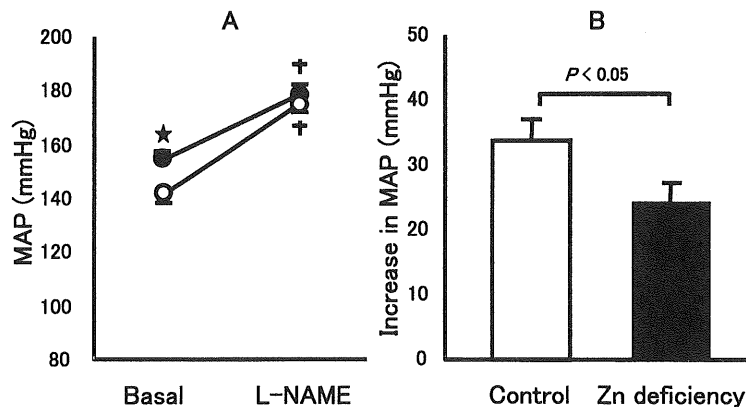 A
MAP (mmHg)
200
180
160
140
120
100
80
★
†
†
Basal
L-NAME
B
Increase in MAP (mmHg)
50
40
30
20
10
0
P < 0.05
Control
Zn deficiency